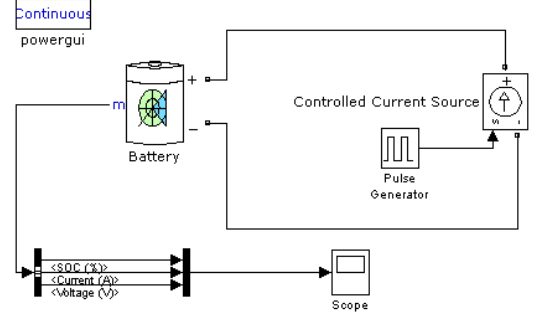 Continuous
powergui
+
m
−
Battery
Controlled Current Source
+
s
-
Pulse
Generator
<SOC (%)>
<Current (A)>
<Voltage (V)>
Scope